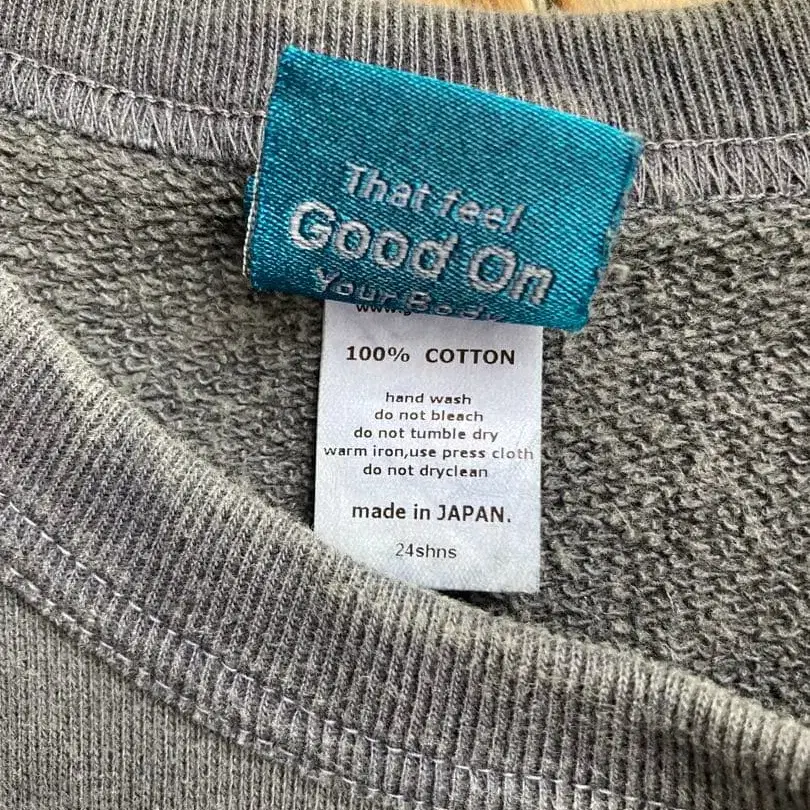 That feel
Good On
Your Body
100% COTTON
hand wash
do not bleach
do not tumble dry
warm iron,use press cloth
do not dryclean
made in JAPAN.
24shns